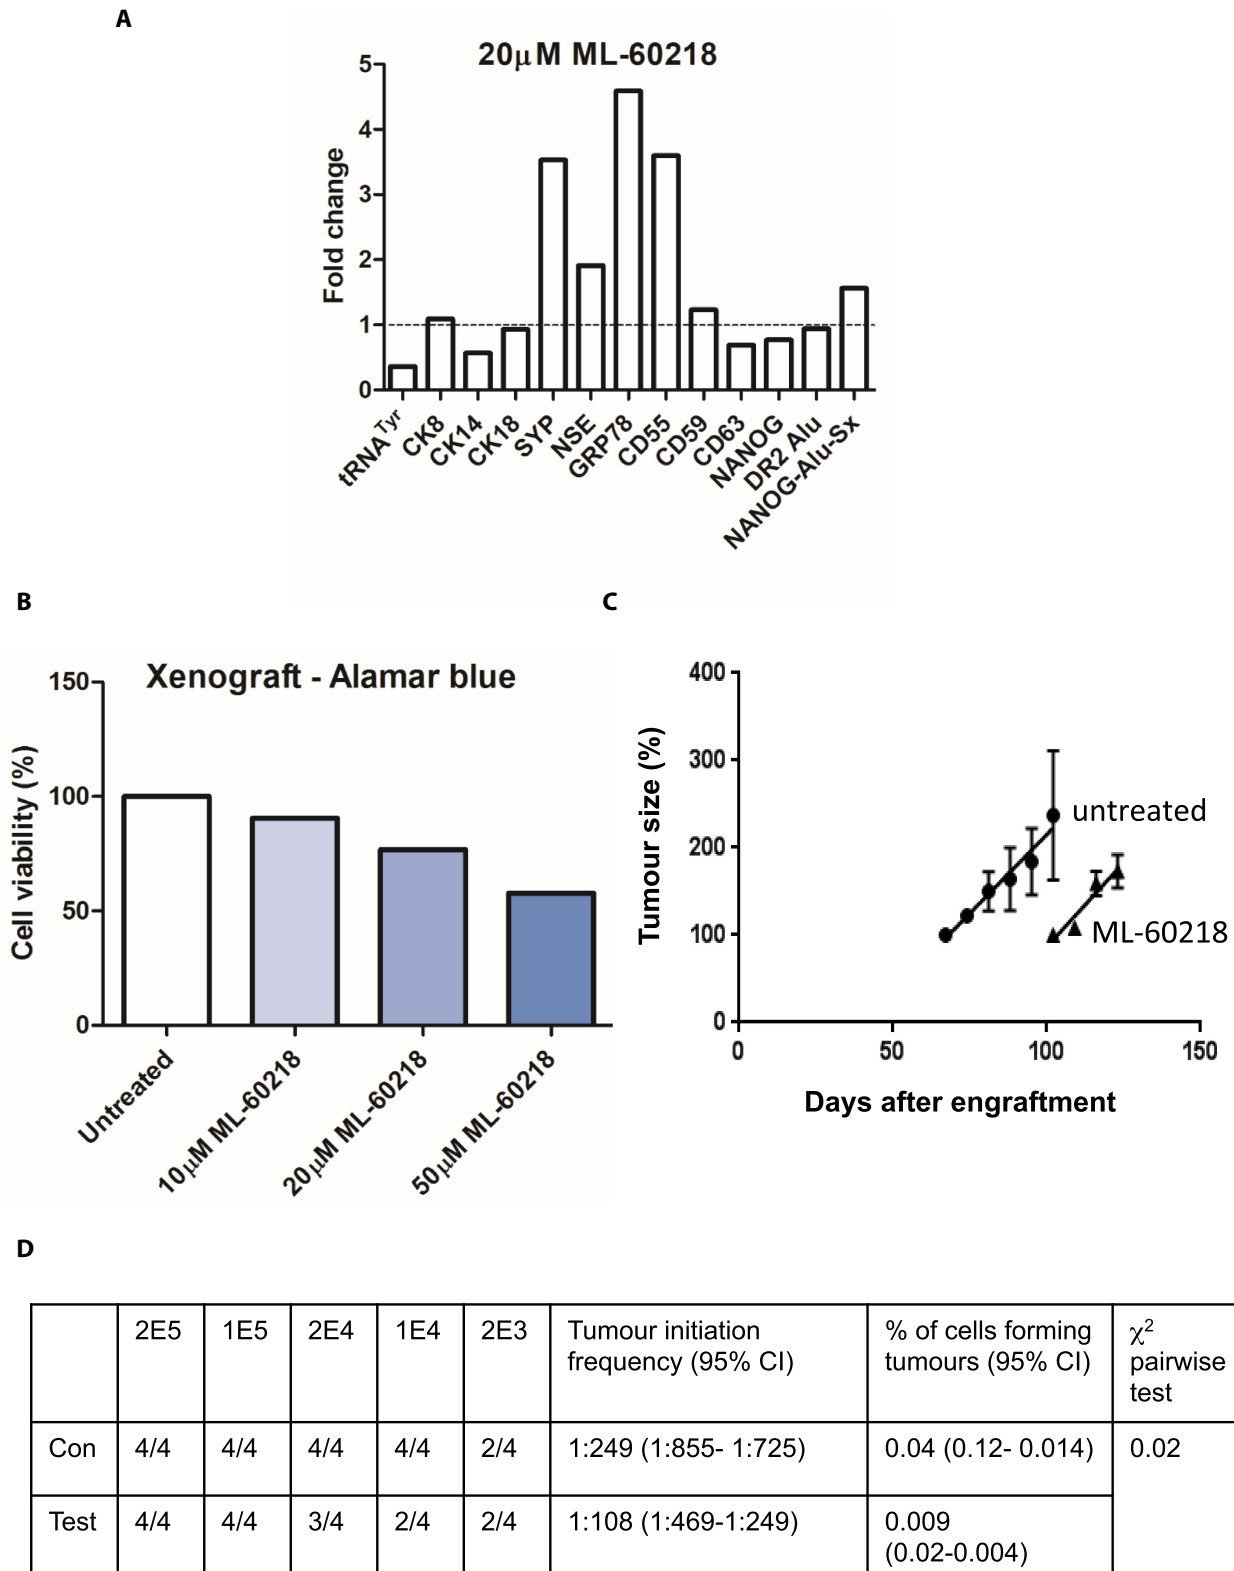 A
20μM ML-60218
Fold change
5
4
3
2
1
0
tRNATyr
CK8
CK14
CK18
SYP
NSE
GRP78
CD55
CD59
CD63
NANOG
DR2 Alu
NANOG-Alu-Sx
B
Xenograft - Alamar blue
Cell viability (%)
150
100
50
0
Untreated
10μM ML-60218
20μM ML-60218
50μM ML-60218
C
Tumour size (%)
400
300
200
100
0
untreated
ML-60218
0 50 100 150
Days after engraftment
D
2E5 1E5 2E4 1E4 2E3 Tumour initiation frequency (95% CI) % of cells forming tumours (95% CI) χ2 pairwise test
Con 4/4 4/4 4/4 4/4 2/4 1:249 (1:855- 1:725) 0.04 (0.12- 0.014) 0.02
Test 4/4 4/4 3/4 2/4 2/4 1:108 (1:469-1:249) 0.009 (0.02-0.004)